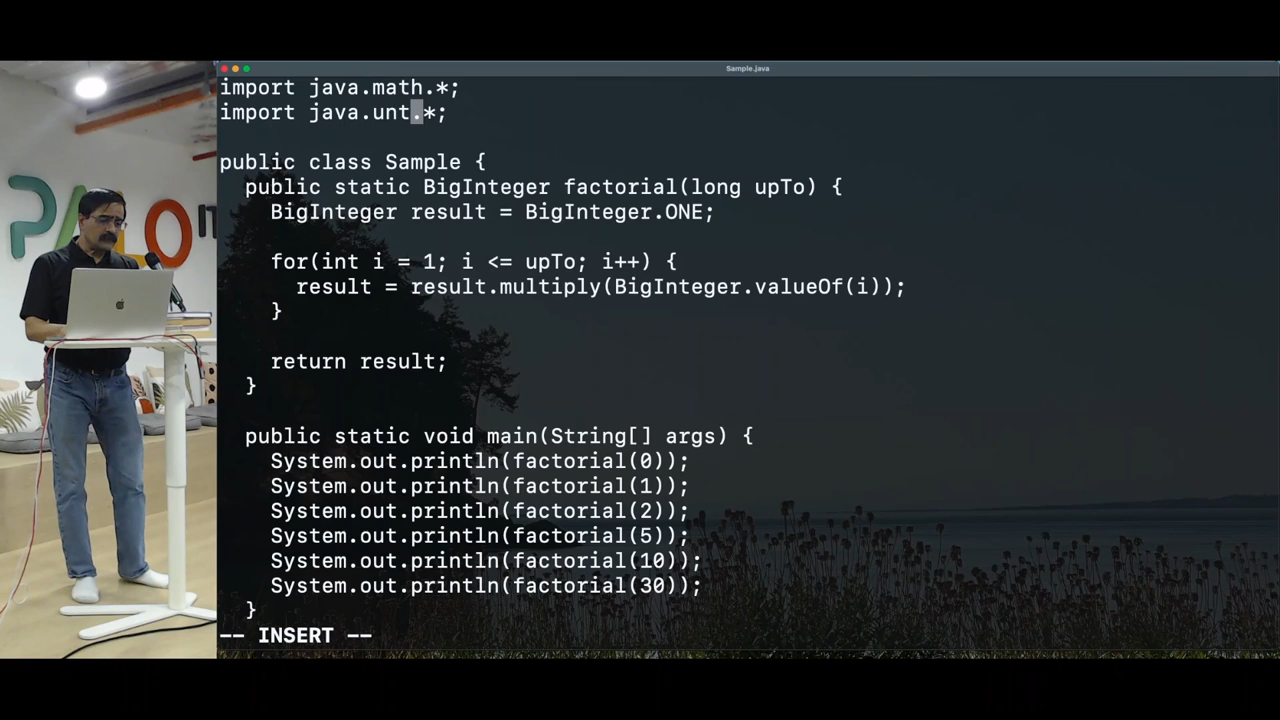 Sample.java
import java.math.*;
import java.unt.*;
public class Sample {
public static BigInteger factorial(long upTo) {
BigInteger result = BigInteger.ONE;
for(int i = 1; i <= upTo; i++) {
result = result.multiply(BigInteger.valueOf(i));
}
return result;
}
public static void main(String[] args) {
System.out.println(factorial(0));
System.out.println(factorial(1));
System.out.println(factorial(2));
System.out.println(factorial(5));
System.out.println(factorial(10));
System.out.println(factorial(30));
}
-- INSERT --
PALO IT